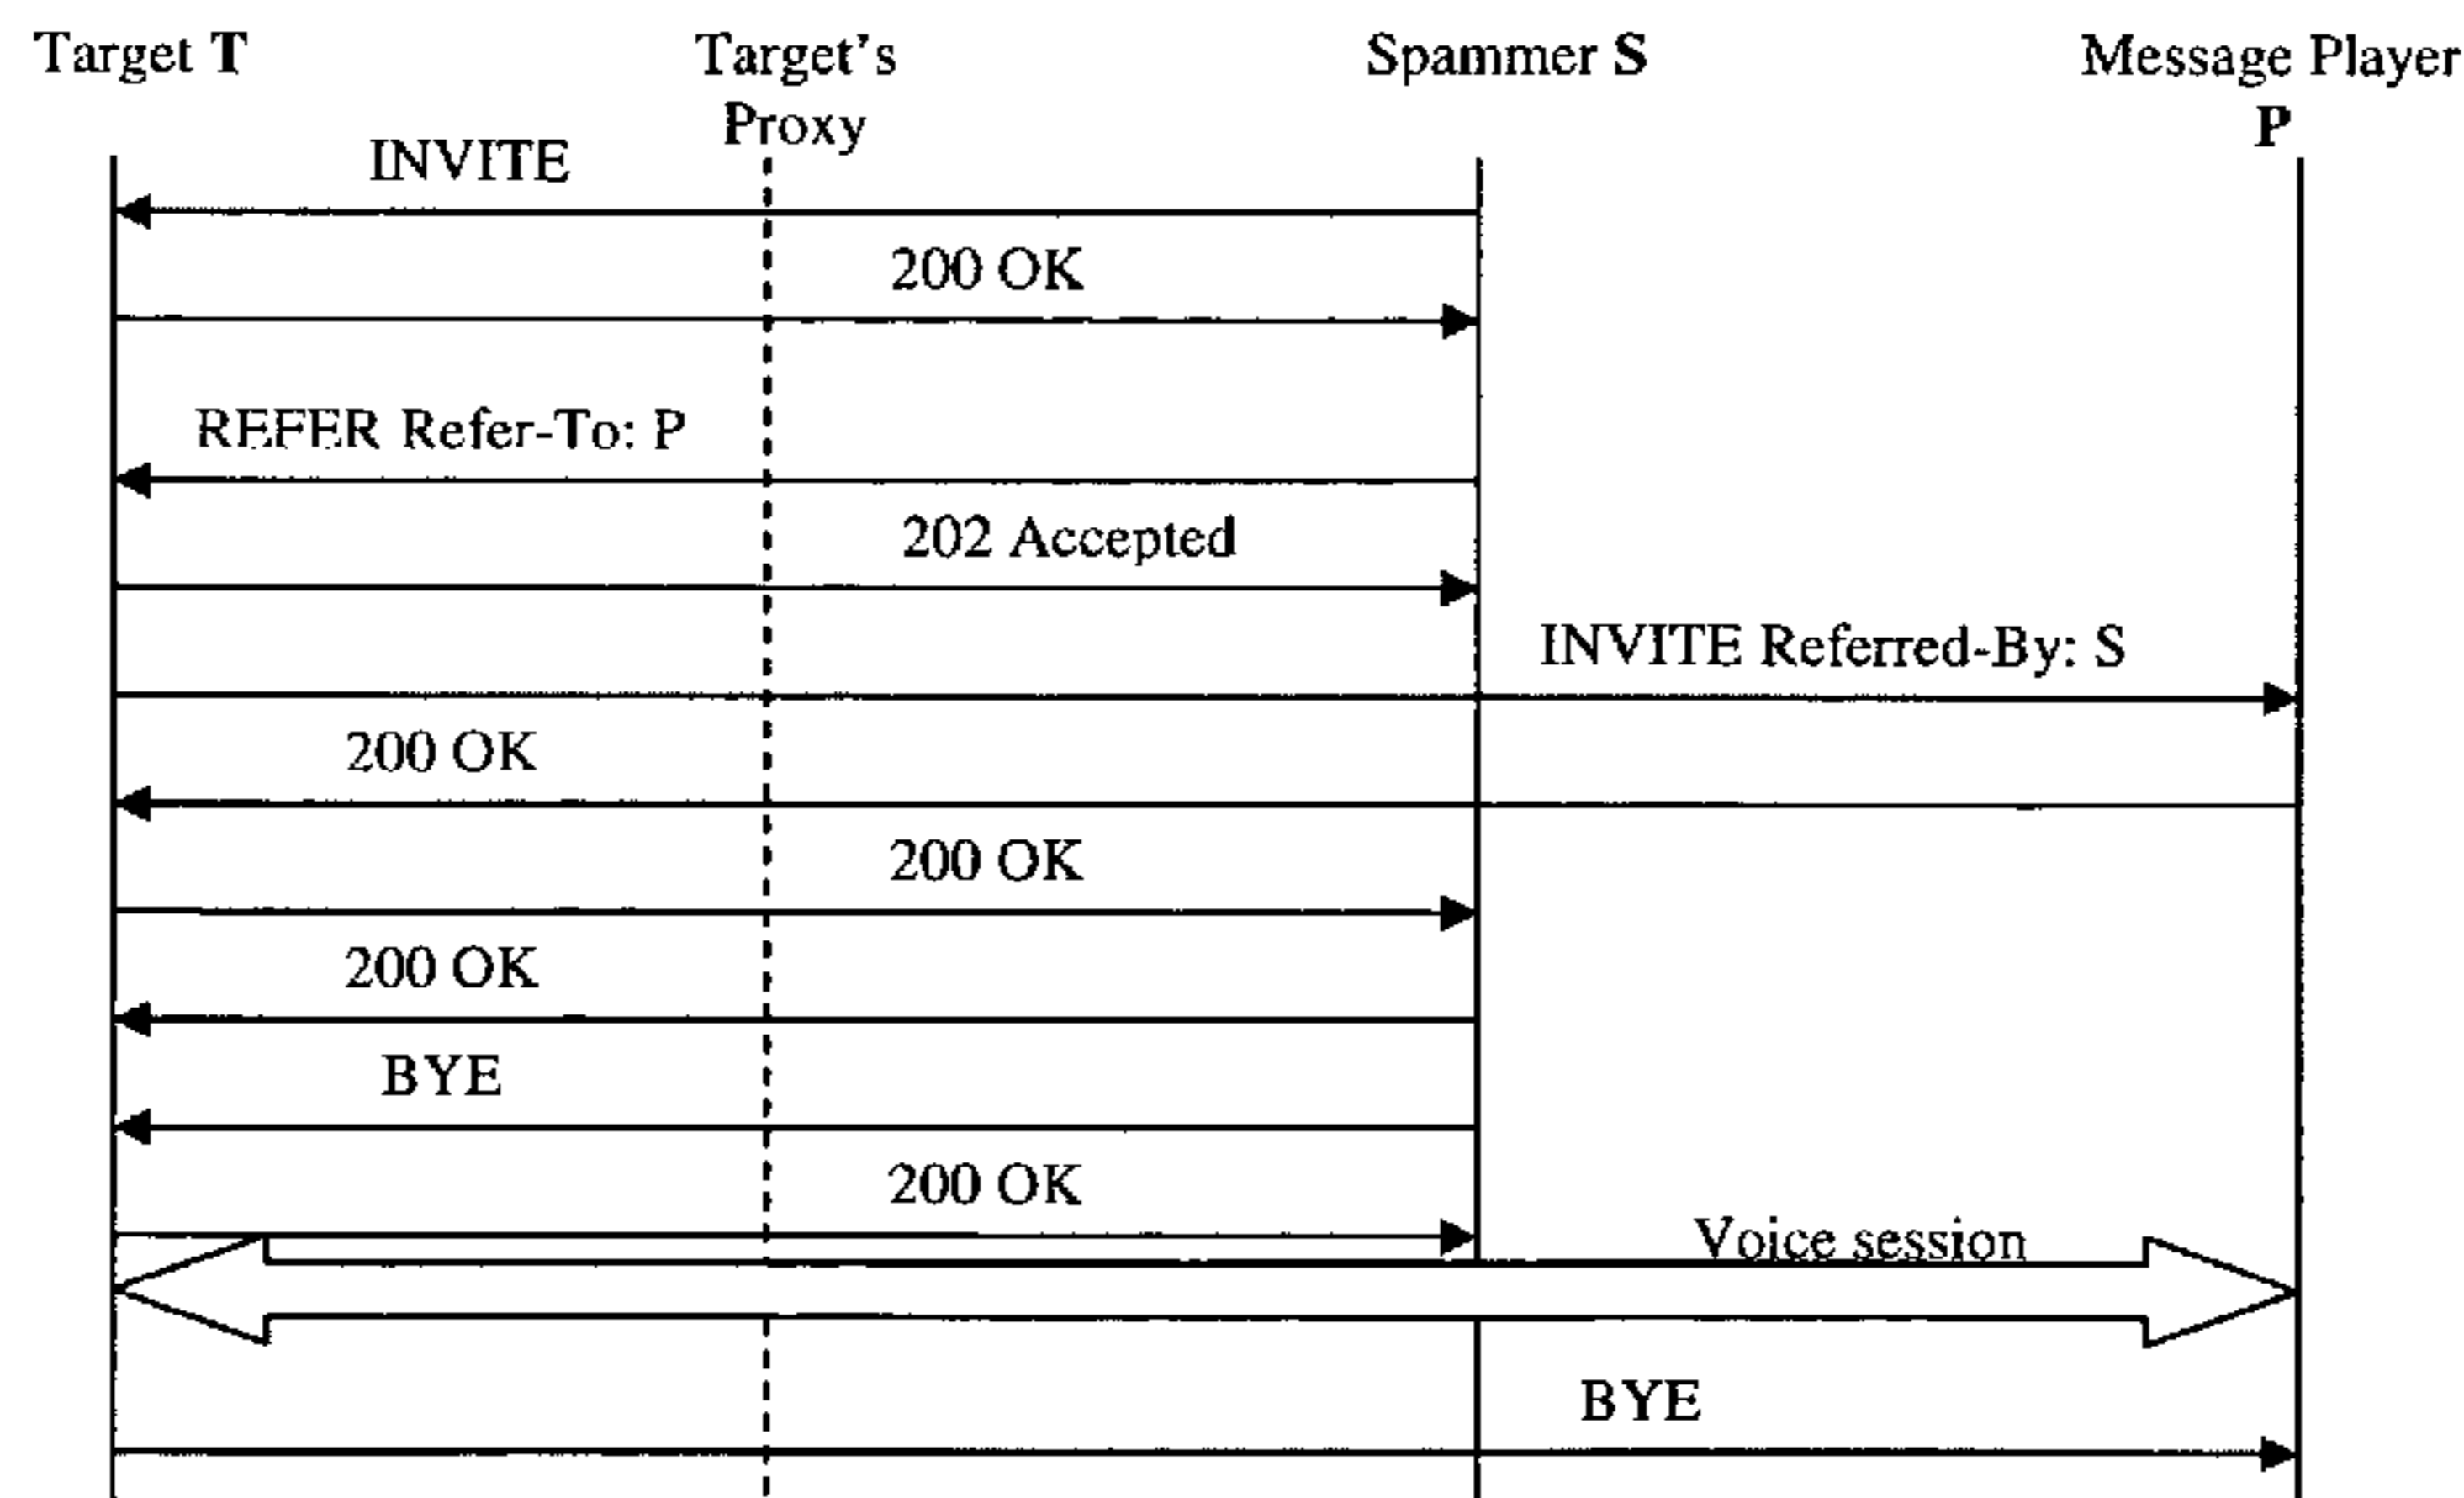 Target T
Target's
Proxy
Spammer S
Message Player
P
INVITE
200 OK
REFER Refer-To: P
202 Accepted
INVITE Referred-By: S
200 OK
200 OK
200 OK
BYE
200 OK
Voice session
BYE